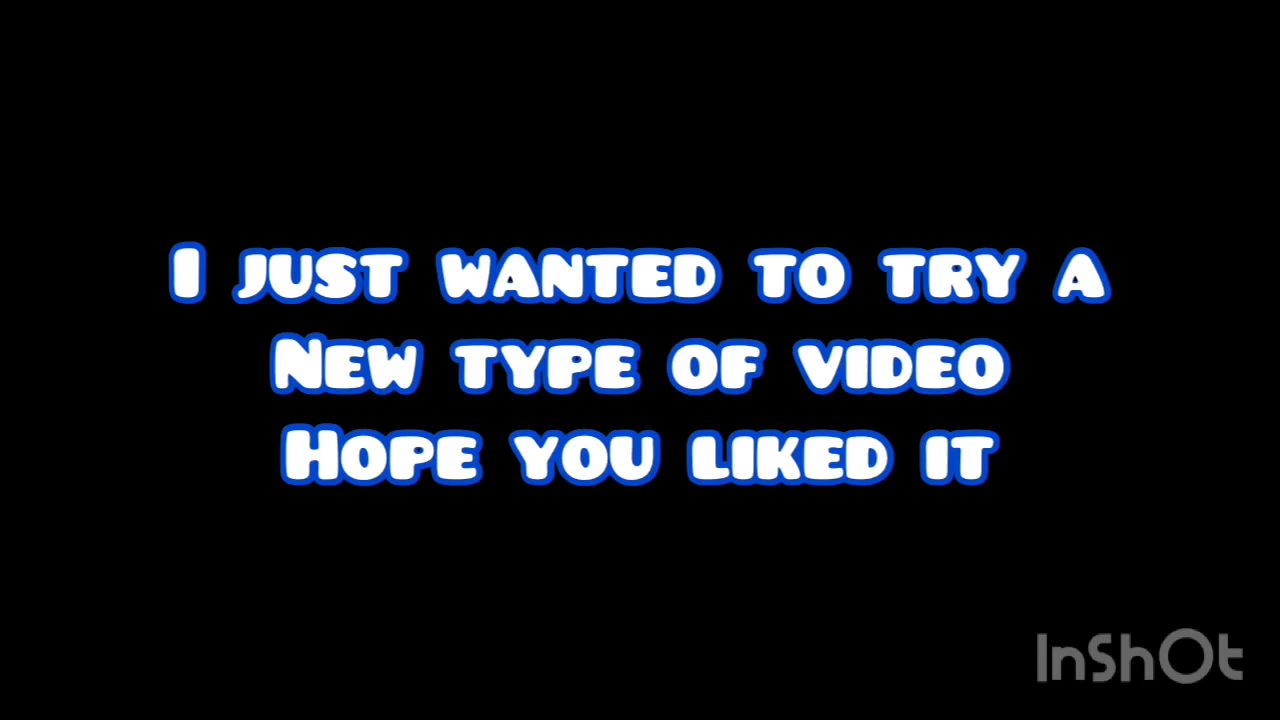 I JUST WANTED TO TRY A
NEW TYPE OF VIDEO
HOPE YOU LIKED IT
InShOt